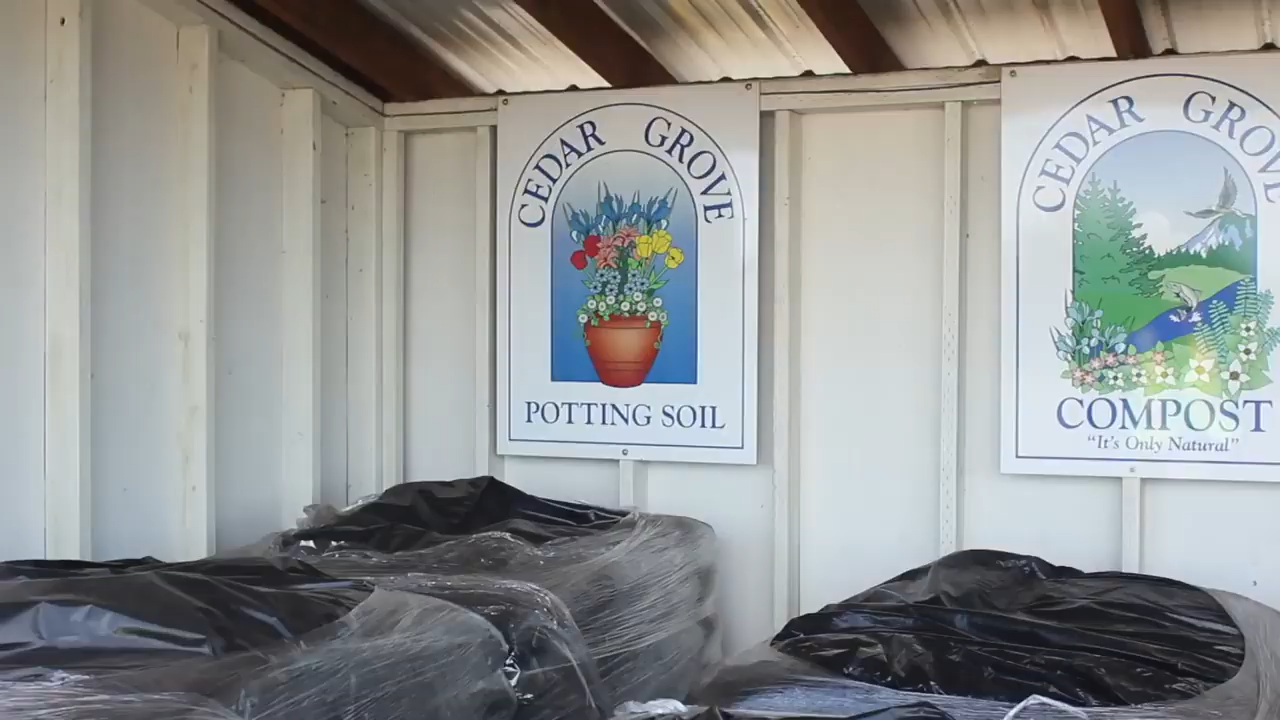 CEDAR GROVE
POTTING SOIL
CEDAR GROVE
COMPOST
"It's Only Natural"